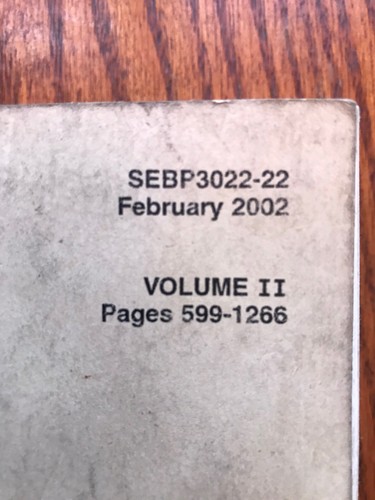 SEBP3022-22
February 2002
VOLUME II
Pages 599-1266